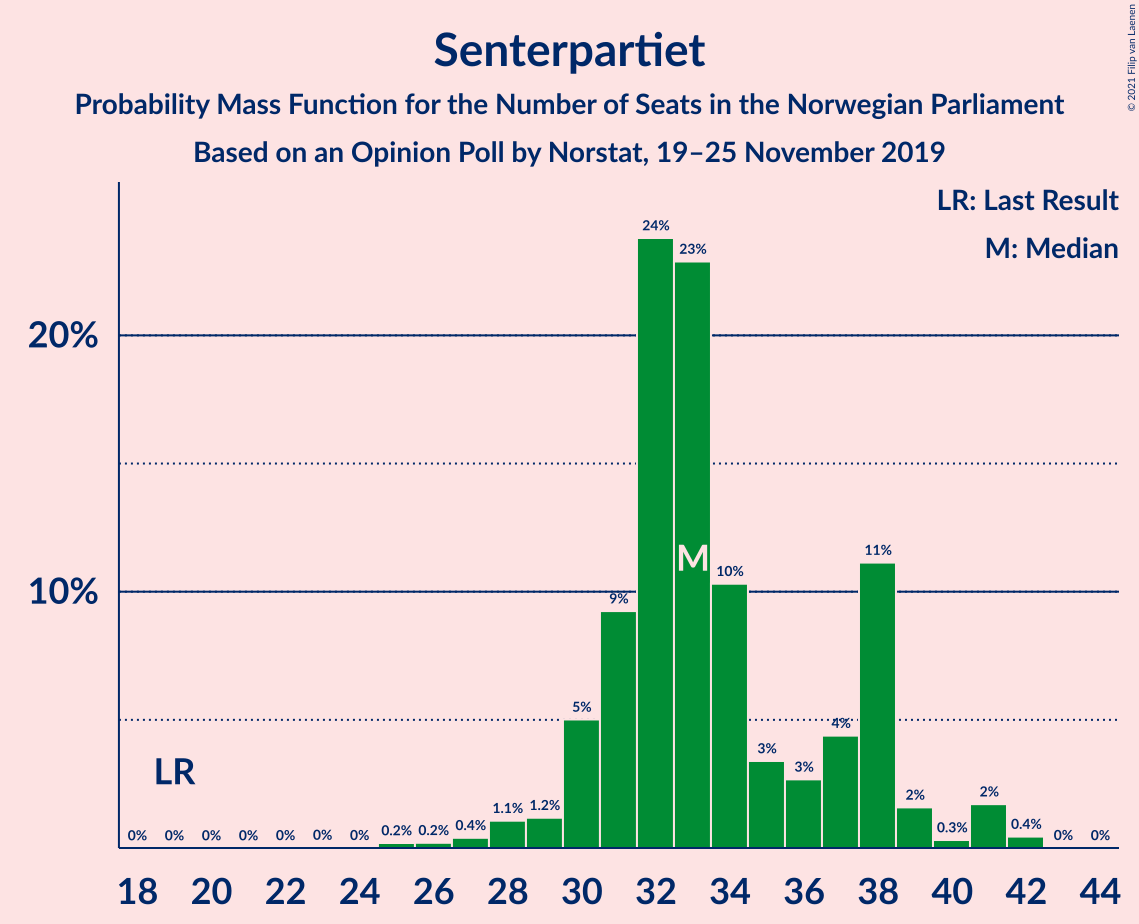 Senterpartiet
Probability Mass Function for the Number of Seats in the Norwegian Parliament
Based on an Opinion Poll by Norstat, 19–25 November 2019
© 2021 Filip van Laenen
LR: Last Result
M: Median
20%
10%
LR
M
0% 0% 0% 0% 0% 0% 0% 0.2% 0.2% 0.4% 1.1% 1.2% 5% 9% 24% 23% 10% 3% 3% 4% 11% 2% 0.3% 2% 0.4% 0% 0%
18 20 22 24 26 28 30 32 34 36 38 40 42 44